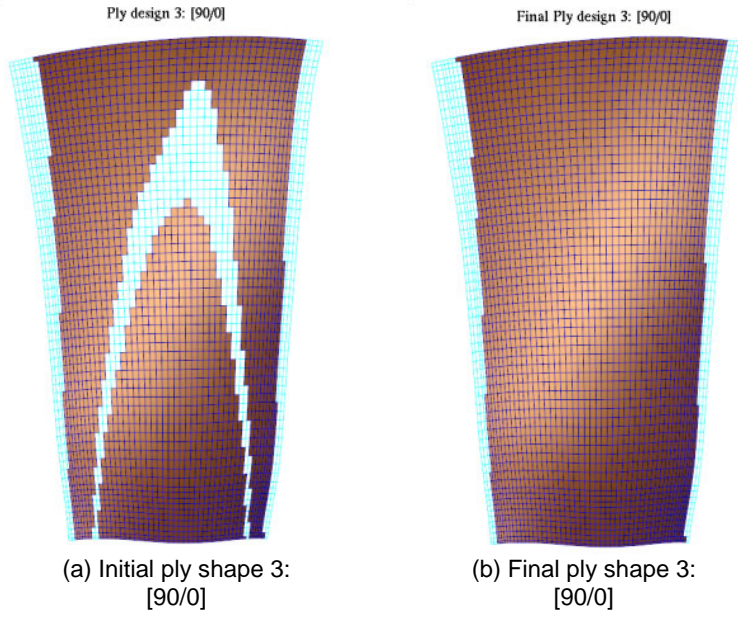 Ply design 3: [90/0]
Final Ply design 3: [90/0]
(a) Initial ply shape 3:
[90/0]
(b) Final ply shape 3:
[90/0]